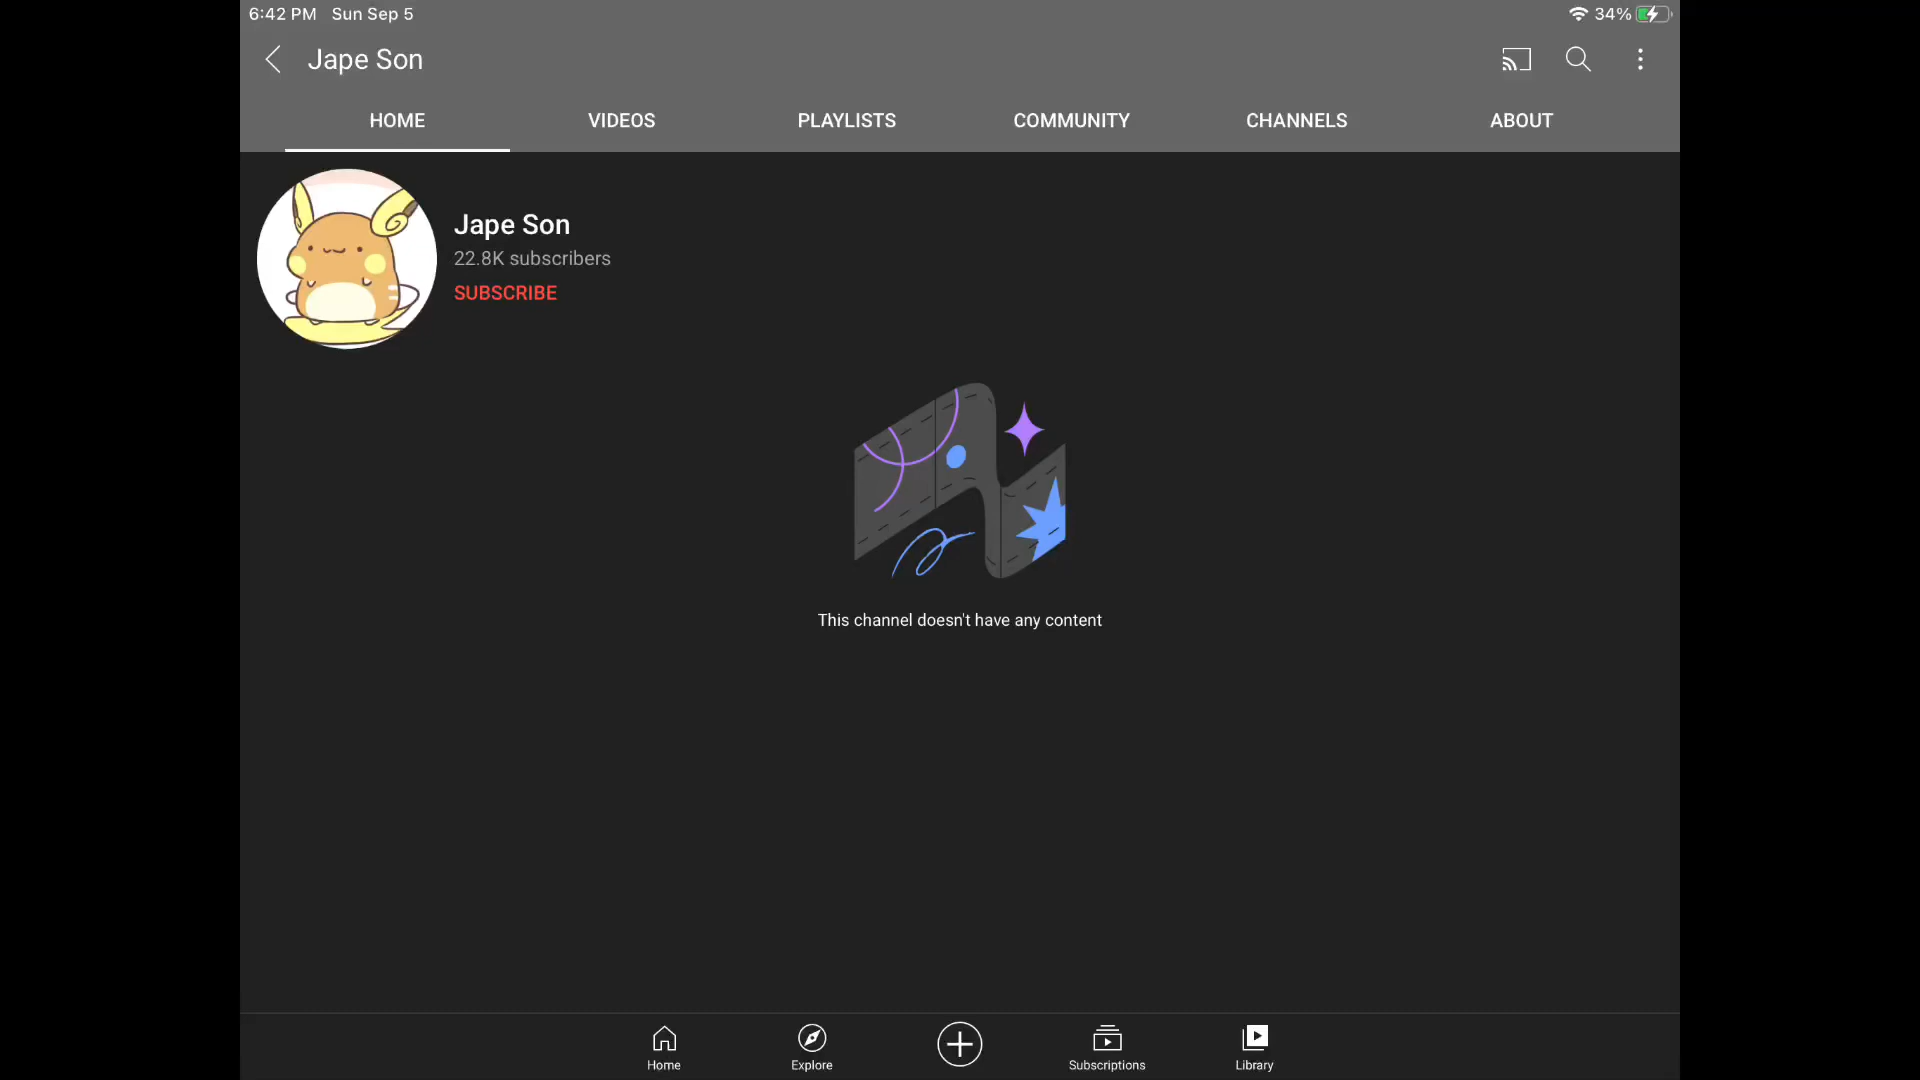 6:42 PM Sun Sep 5
34%
Jape Son
HOME VIDEOS PLAYLISTS COMMUNITY CHANNELS ABOUT
Jape Son
22.8K subscribers
SUBSCRIBE
This channel doesn't have any content
Home Explore Subscriptions Library